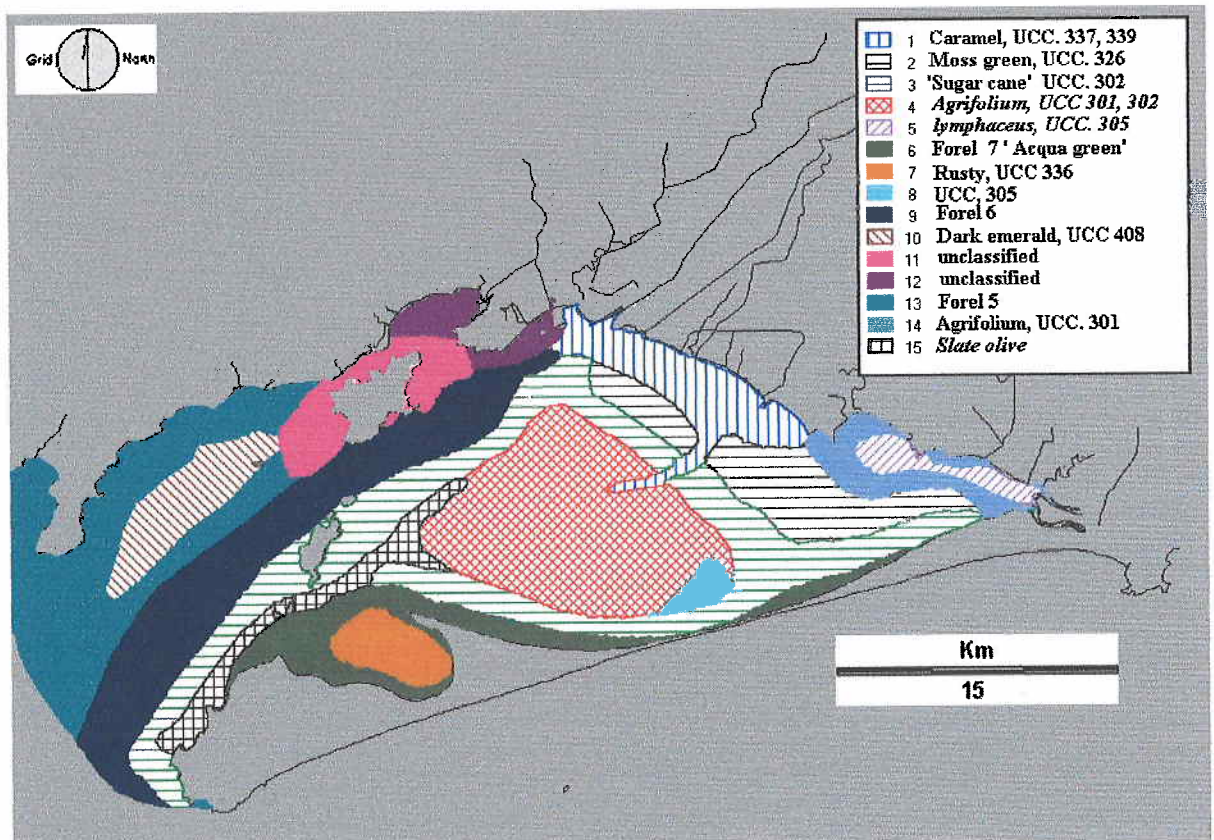 Grid North
1 Caramel, UCC. 337, 339
2 Moss green, UCC. 326
3 'Sugar cane' UCC. 302
4 Agrifolium, UCC 301, 302
5 lymphaceus, UCC. 305
6 Forel 7 ' Acqua green'
7 Rusty, UCC 336
8 UCC, 305
9 Forel 6
10 Dark emerald, UCC 408
11 unclassified
12 unclassified
13 Forel 5
14 Agrifolium, UCC. 301
15 Slate olive
Km
15